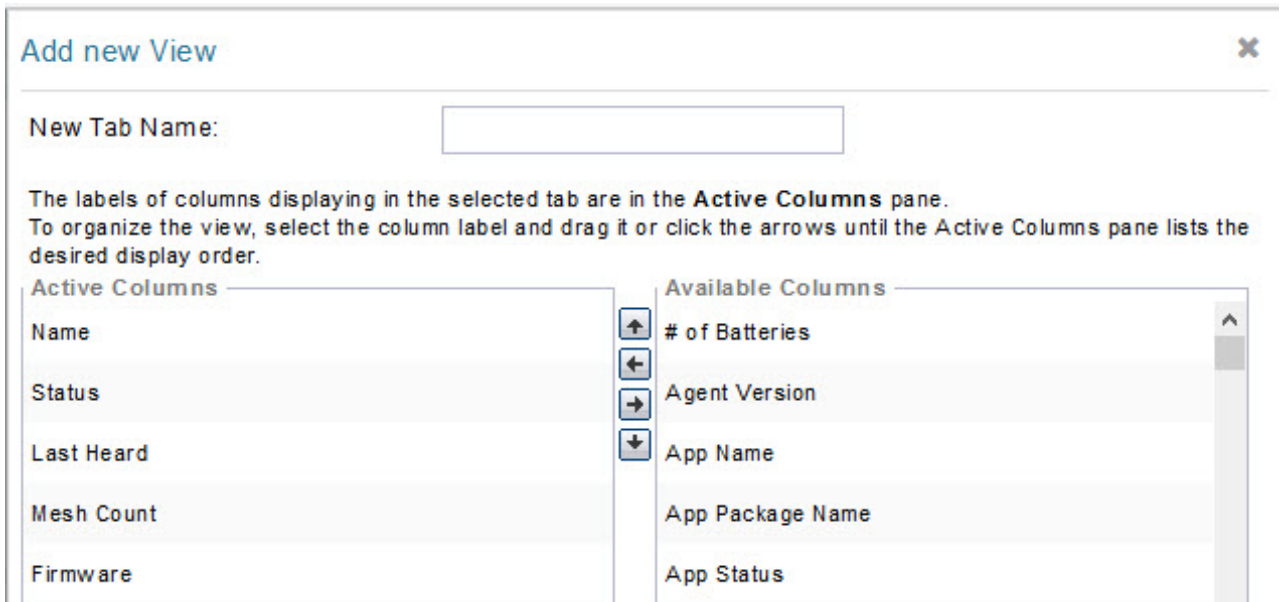 Add new View
New Tab Name:
The labels of columns displaying in the selected tab are in the Active Columns pane.
To organize the view, select the column label and drag it or click the arrows until the Active Columns pane lists the
desired display order.
Active Columns
Name
Status
Last Heard
Mesh Count
Firmware
Available Columns
# of Batteries
Agent Version
App Name
App Package Name
App Status